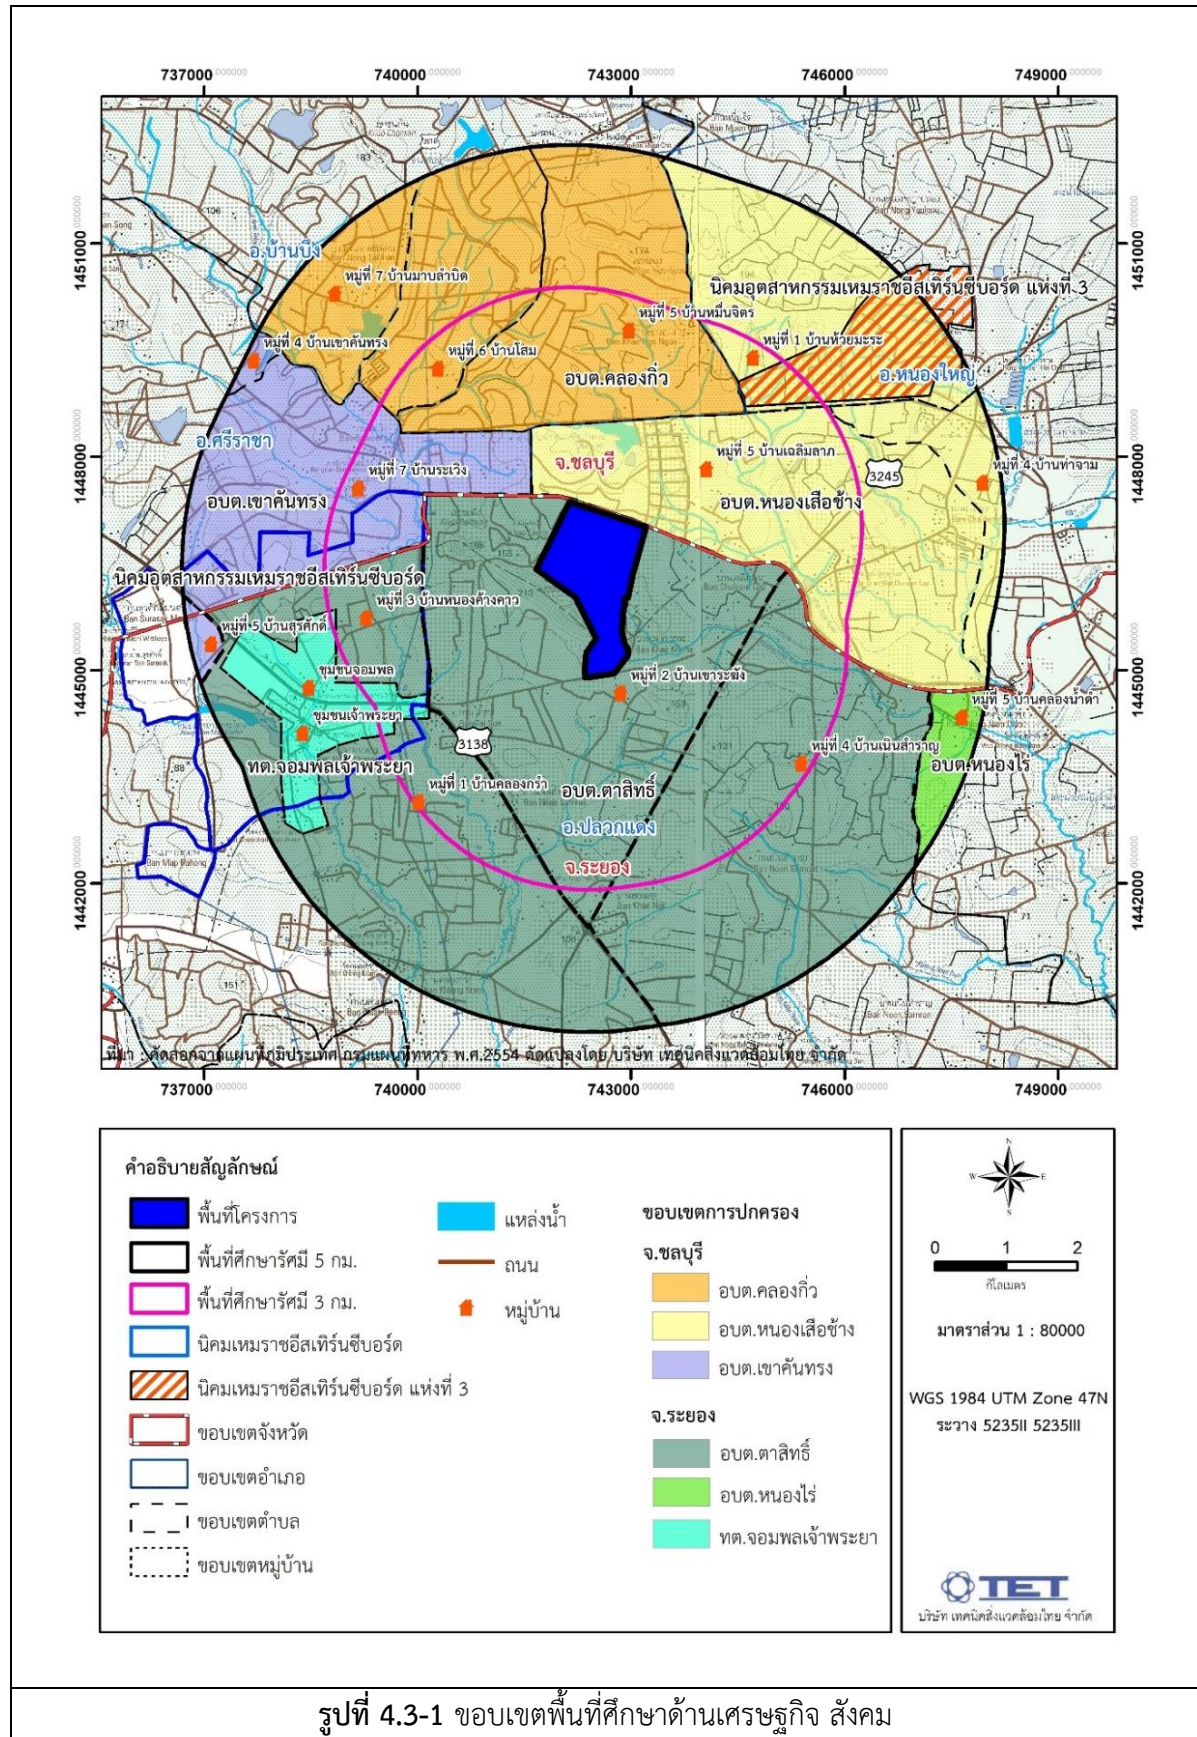 737000.000000 740000.000000 743000.000000 746000.000000 749000.000000
1451000.000000
1448000.000000
1445000.000000
1442000.000000
1451000.000000
1448000.000000
1445000.000000
1442000.000000
อ.บ้านบึง
หมู่ที่ 7 บ้านมาบลำบิด
นิคมอุตสาหกรรมเหมราชอีสเทิร์นซีบอร์ด แห่งที่ 3
หมู่ที่ 5 บ้านหมื่นจิตร
หมู่ที่ 4 บ้านเขาคันทรง
หมู่ที่ 6 บ้านโสม
หมู่ที่ 1 บ้านห้วยมะระ
อบต.คลองกิ่ว
อ.หนองใหญ่
อ.ศรีราชา
จ.ชลบุรี
หมู่ที่ 5 บ้านเฉลิมลาภ
หมู่ที่ 4 บ้านท่าจาม
หมู่ที่ 7 บ้านระเวิง
3245
อบต.เขาคันทรง
อบต.หนองเสือช้าง
นิคมอุตสาหกรรมเหมราชอีสเทิร์นซีบอร์ด
หมู่ที่ 3 บ้านหนองค้างคาว
หมู่ที่ 5 บ้านสุรศักดิ์
ชุมชนจอมพล
หมู่ที่ 2 บ้านเขาระฆัง
ชุมชนเจ้าพระยา
หมู่ที่ 5 บ้านคลองน้ำดำ
3138
หมู่ที่ 4 บ้านเนินสำราญ
ทต.จอมพลเจ้าพระยา
อบต.หนองไร่
หมู่ที่ 1 บ้านคลองกรำ
อบต.ตาสิทธิ์
อ.ปลวกแดง
จ.ระยอง
ที่มา : คัดลอกจากแผนที่ภูมิประเทศ กรมแผนที่ทหาร พ.ศ.2554 ดัดแปลงโดย บริษัท เทคนิคสิ่งแวดล้อมไทย จำกัด
737000.000000 740000.000000 743000.000000 746000.000000 749000.000000
คำอธิบายสัญลักษณ์
พื้นที่โครงการ
พื้นที่ศึกษารัศมี 5 กม.
พื้นที่ศึกษารัศมี 3 กม.
นิคมเหมราชอีสเทิร์นซีบอร์ด
นิคมเหมราชอีสเทิร์นซีบอร์ด แห่งที่ 3
ขอบเขตจังหวัด
ขอบเขตอำเภอ
ขอบเขตตำบล
ขอบเขตหมู่บ้าน
แหล่งน้ำ
ถนน
หมู่บ้าน
ขอบเขตการปกครอง
จ.ชลบุรี
อบต.คลองกิ่ว
อบต.หนองเสือช้าง
อบต.เขาคันทรง
จ.ระยอง
อบต.ตาสิทธิ์
อบต.หนองไร่
ทต.จอมพลเจ้าพระยา
N
W E
S
0 1 2
กิโลเมตร
มาตราส่วน 1 : 80000
WGS 1984 UTM Zone 47N
ระวาง 5235II 5235III
TET
บริษัท เทคนิคสิ่งแวดล้อมไทย จำกัด
รูปที่ 4.3-1 ขอบเขตพื้นที่ศึกษาด้านเศรษฐกิจ สังคม